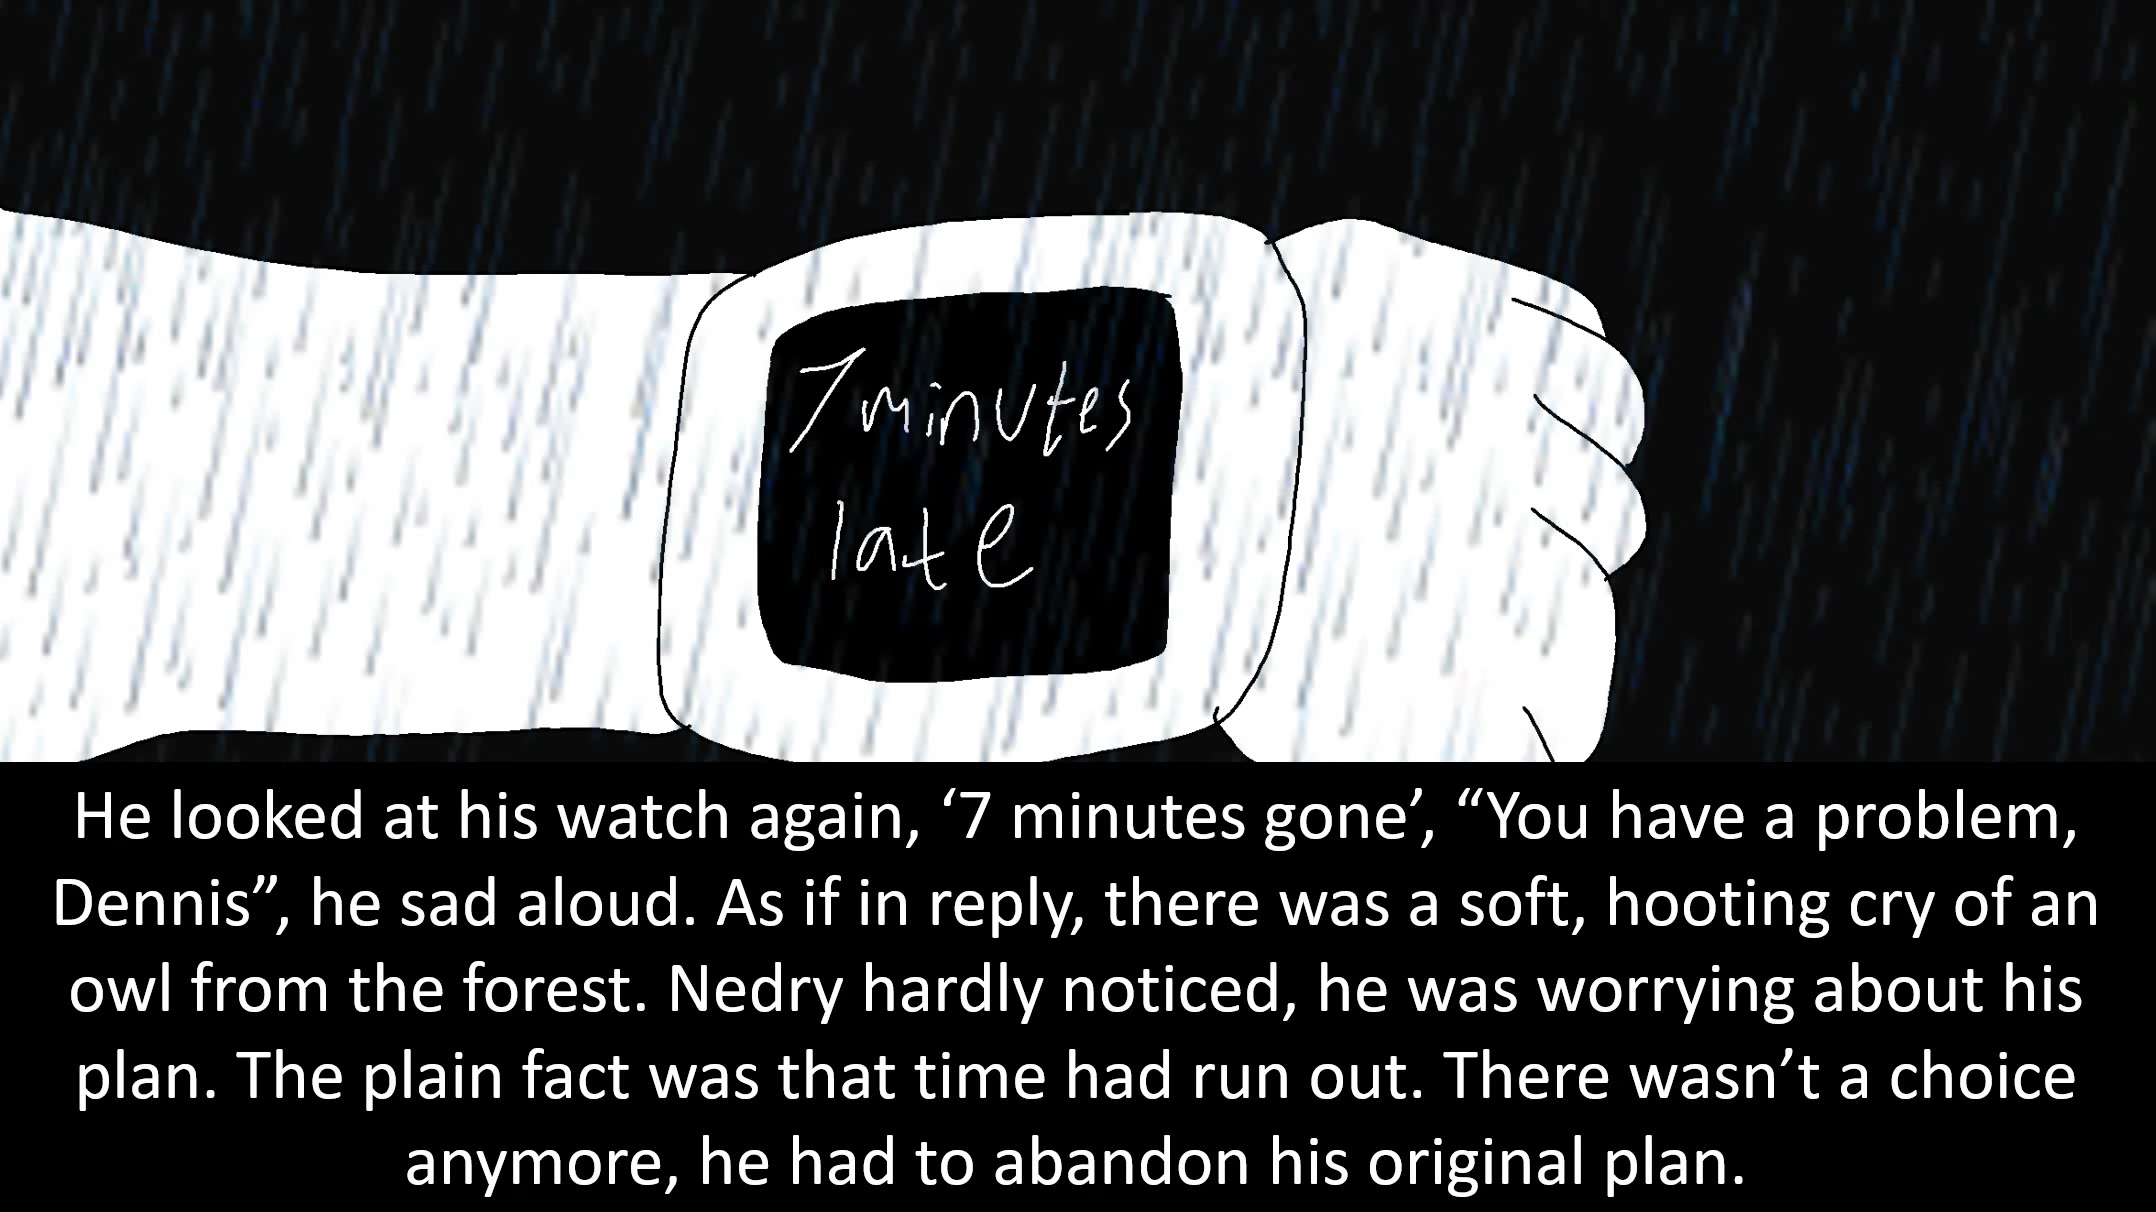 7 minutes
late
He looked at his watch again, ‘7 minutes gone’, “You have a problem,
Dennis”, he sad aloud. As if in reply, there was a soft, hooting cry of an
owl from the forest. Nedry hardly noticed, he was worrying about his
plan. The plain fact was that time had run out. There wasn’t a choice
anymore, he had to abandon his original plan.